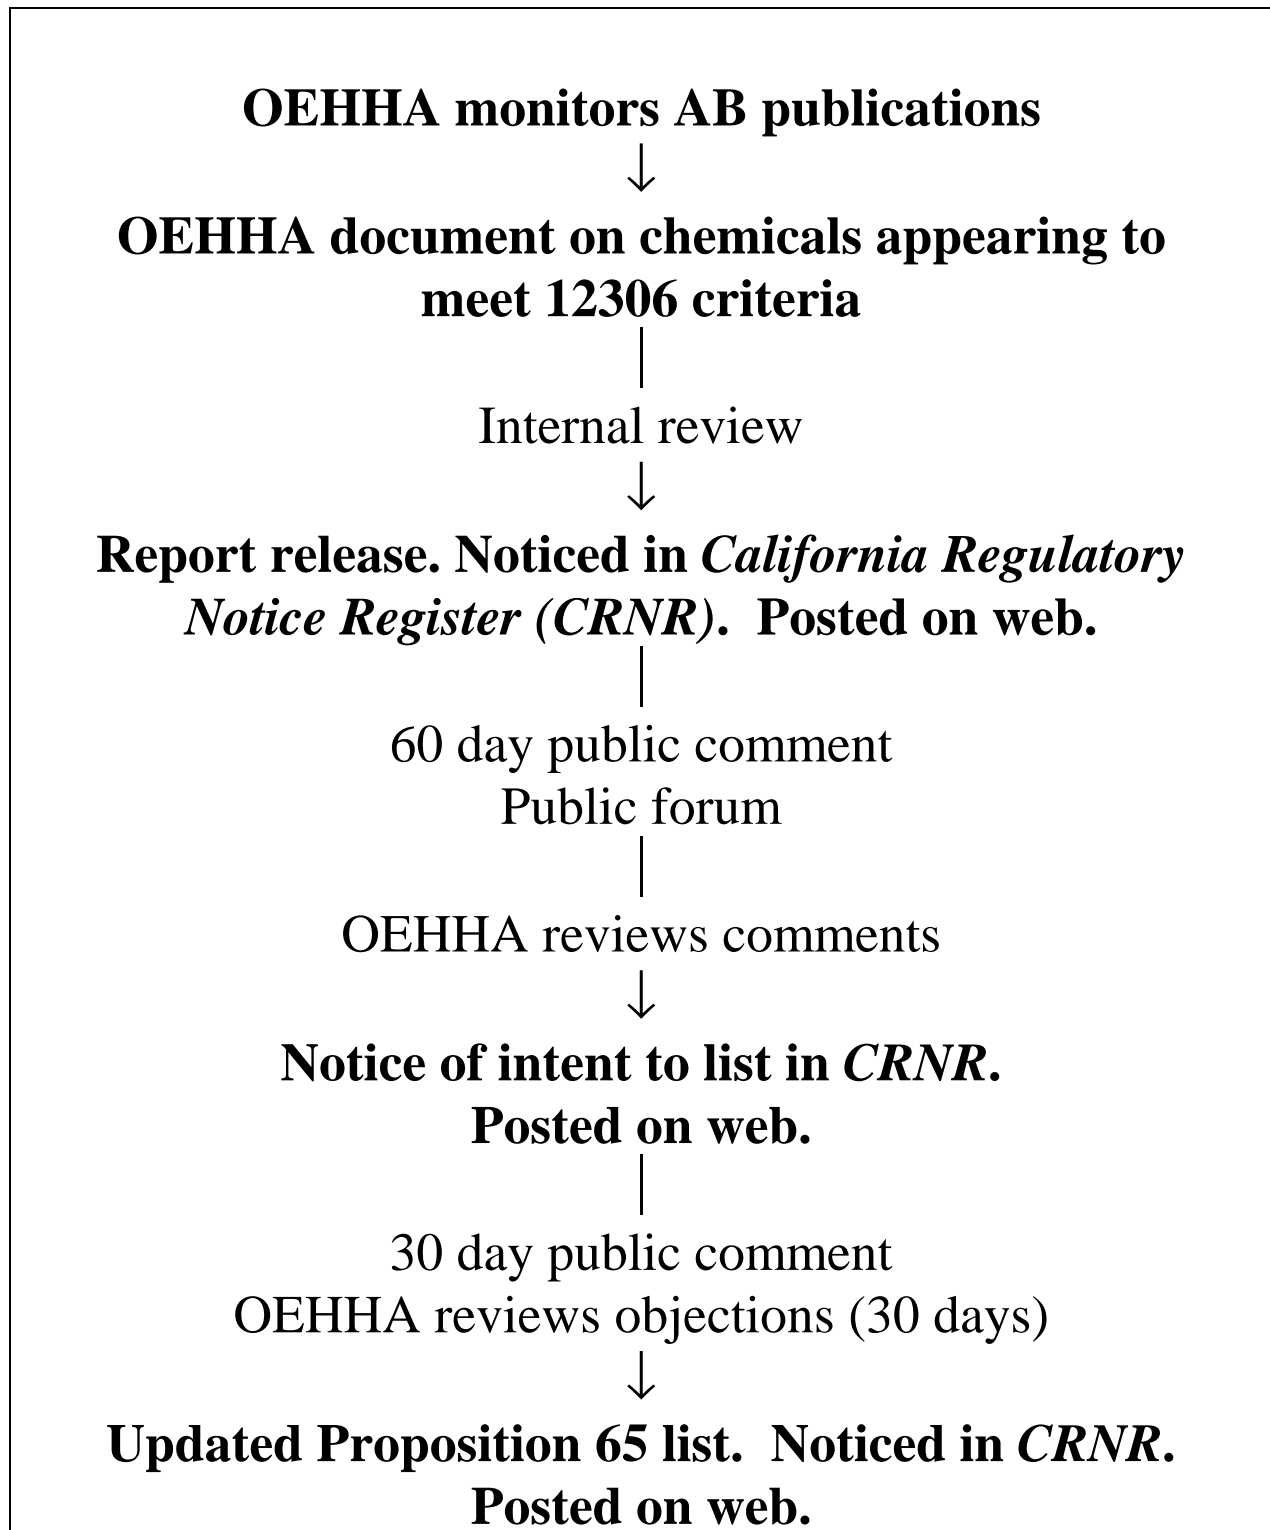 OEHHA monitors AB publications
OEHHA document on chemicals appearing to
meet 12306 criteria
Internal review
Report release. Noticed in California Regulatory
Notice Register (CRNR).  Posted on web.
60 day public comment
Public forum
OEHHA reviews comments
Notice of intent to list in CRNR.
Posted on web.
30 day public comment
OEHHA reviews objections (30 days)
Updated Proposition 65 list.  Noticed in CRNR.
Posted on web.